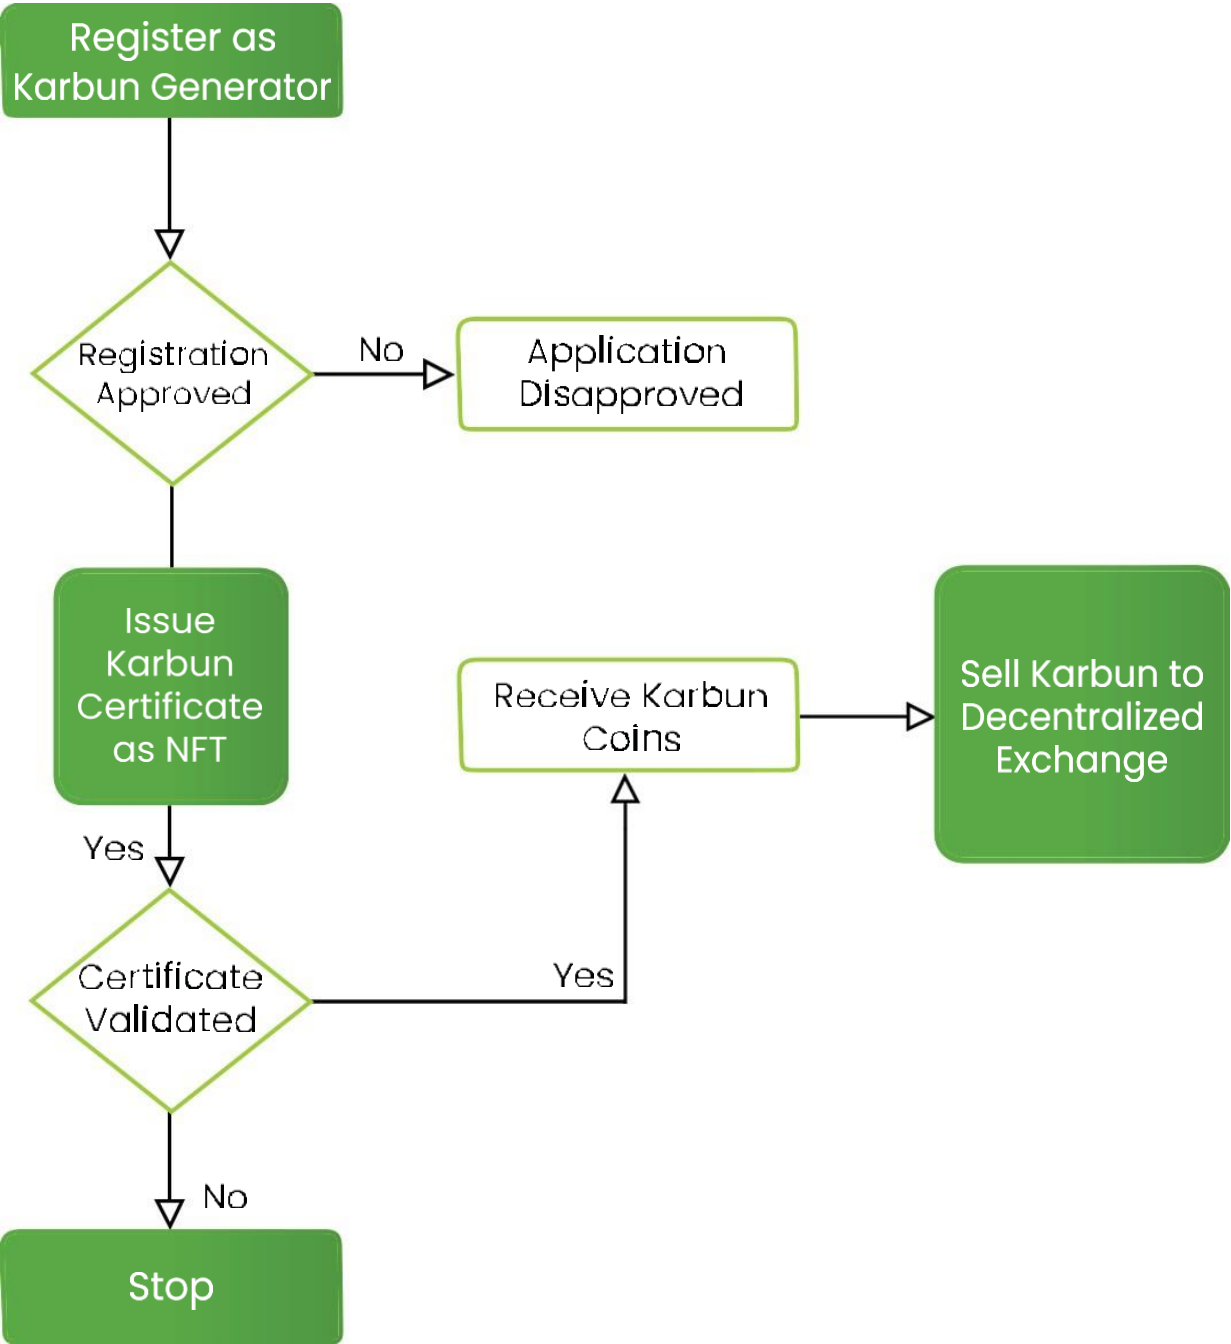 Register as
Karbun Generator
Registration
Approved
No
Application
Disapproved
Issue
Karbun
Certificate
as NFT
Receive Karbun
Coins
Sell Karbun to
Decentralized
Exchange
Yes
Certificate
Validated
Yes
No
Stop